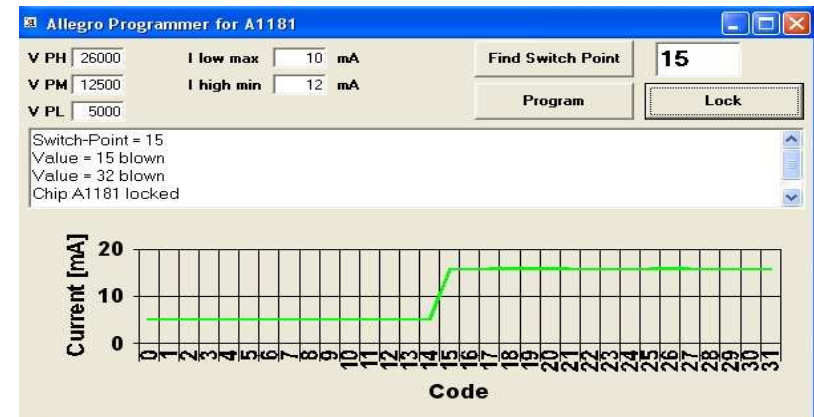 Allegro Programmer for A1181
V PH 26000 I low max 10 mA Find Switch Point 15
V PM 12500 I high min 12 mA Program Lock
V PL 5000
Switch-Point = 15
Value = 15 blown
Value = 32 blown
Chip A1181 locked
Current [mA]
20
10
0
0 1 2 3 4 5 6 7 8 9 10 11 12 13 14 15 16 17 18 19 20 21 22 23 24 25 26 27 28 29 30 31
Code